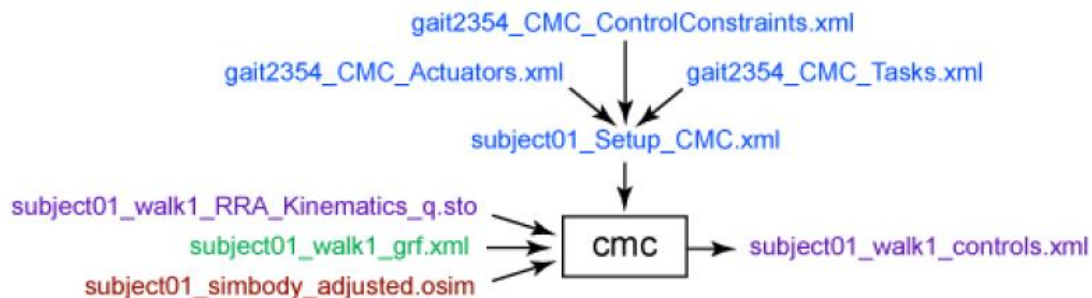 gait2354_CMC_ControlConstraints.xml
gait2354_CMC_Actuators.xml gait2354_CMC_Tasks.xml
subject01_Setup_CMC.xml
subject01_walk1_RRA_Kinematics_q.sto
subject01_walk1_grf.xml cmc subject01_walk1_controls.xml
subject01_simbody_adjusted.osim